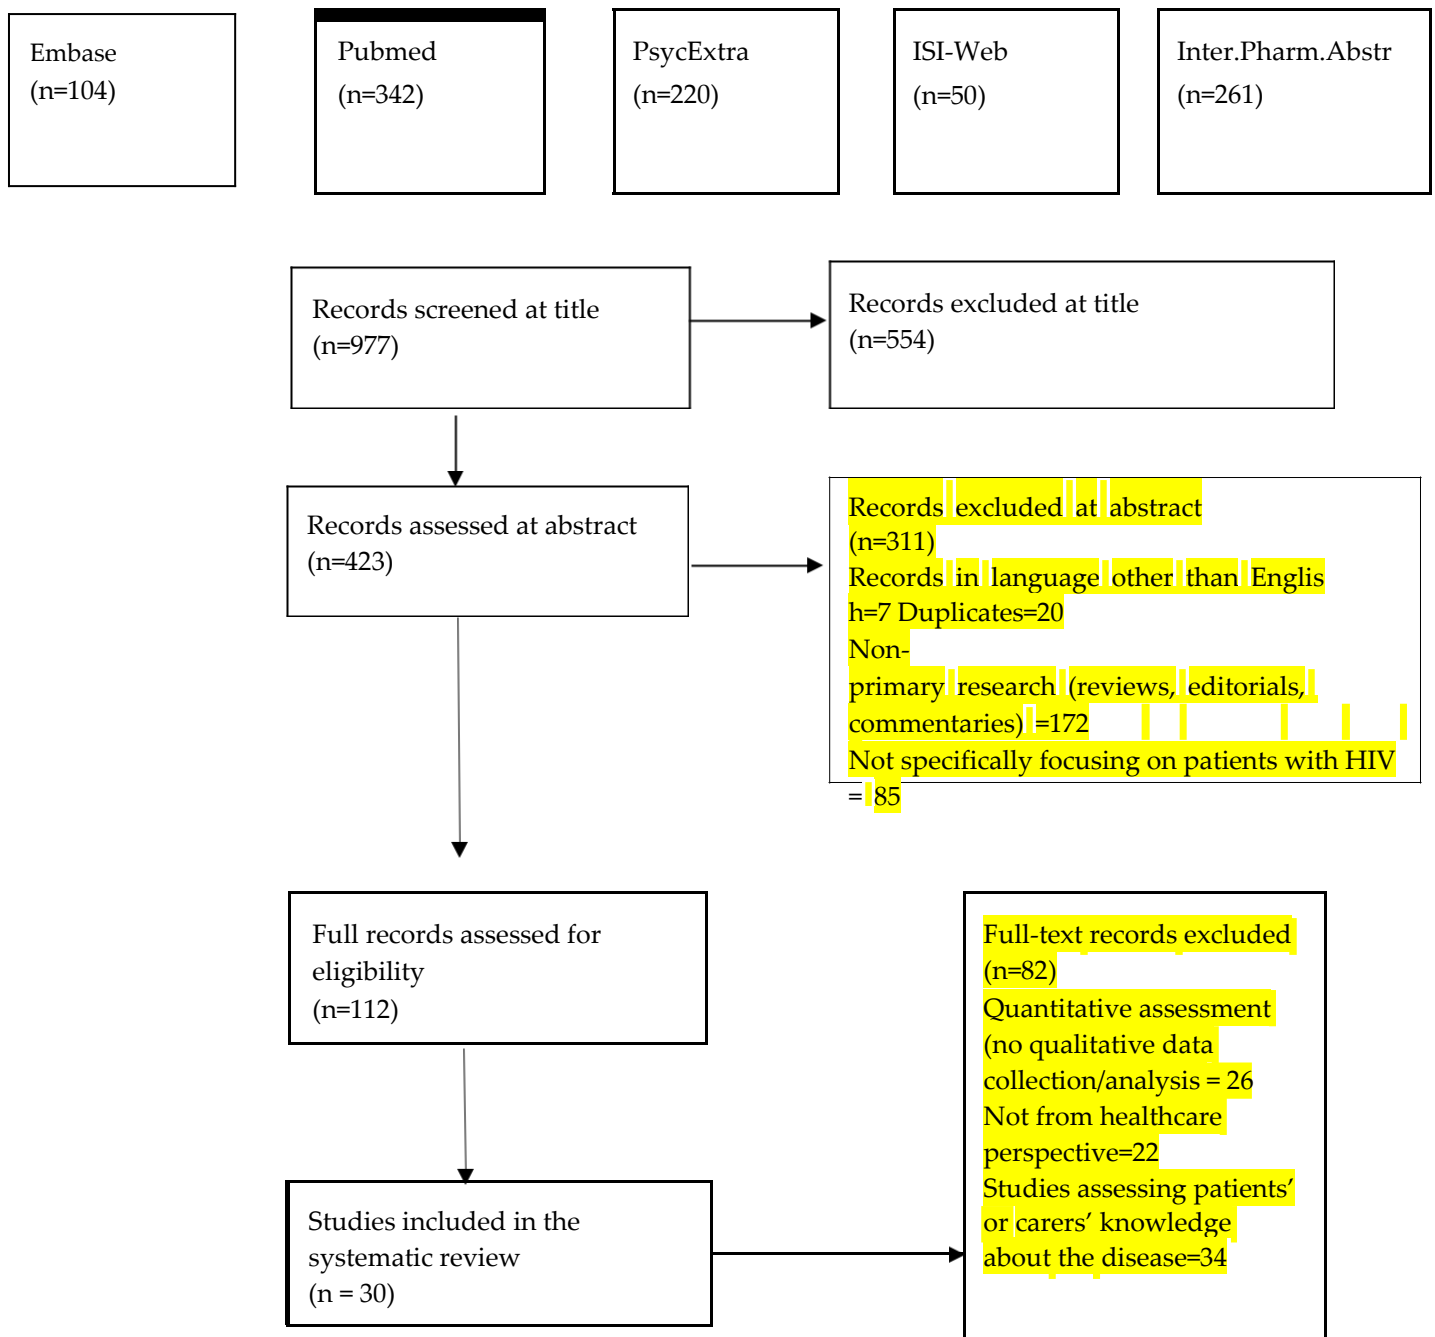 Embase
(n=104)
Pubmed
(n=342)
PsycExtra
(n=220)
ISI-Web
(n=50)
Inter.Pharm.Abstr
(n=261)
Records screened at title
(n=977)
Records excluded at title
(n=554)
Records assessed at abstract
(n=423)
Records excluded at abstract
(n=311)
Records in language other than Englis
h=7 Duplicates=20
Non-
primary research (reviews, editorials,
commentaries) =172
Not specifically focusing on patients with HIV
= 85
Full records assessed for
eligibility
(n=112)
Full-text records excluded
(n=82)
Quantitative assessment
(no qualitative data
collection/analysis = 26
Not from healthcare
perspective=22
Studies assessing patients’
or carers’ knowledge
about the disease=34
Studies included in the
systematic review
(n = 30)